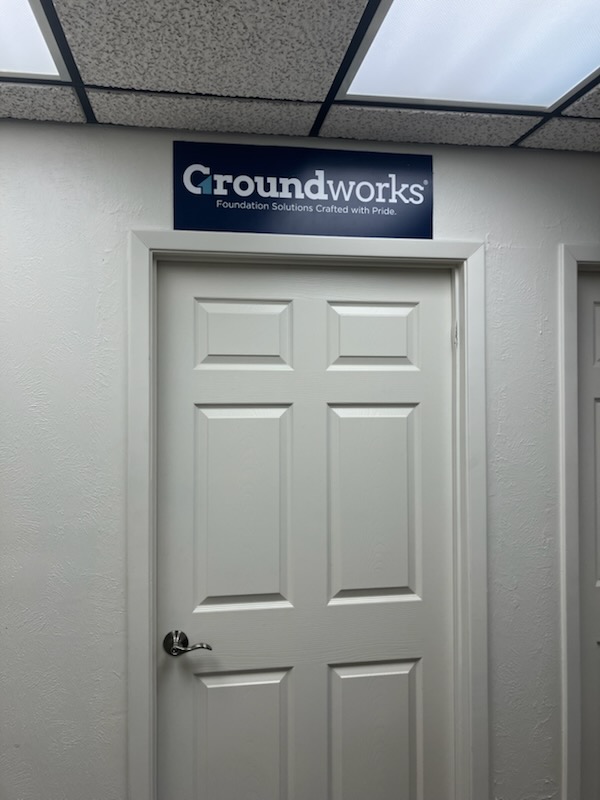 Groundworks®
Foundation Solutions Crafted with Pride.